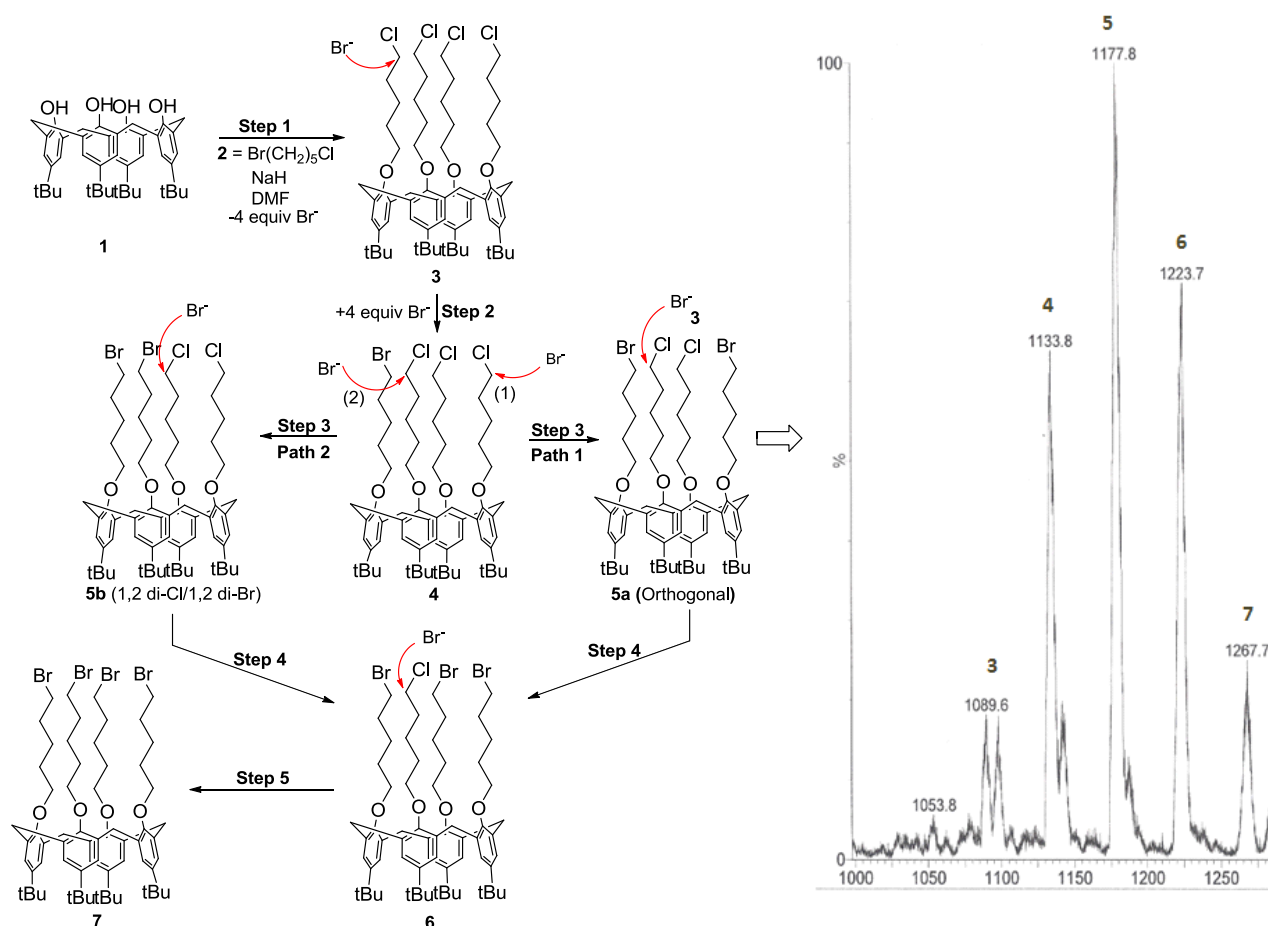 OH OH OH OH
tBu tBu tBu tBu
1
Step 1
2 = Br(CH2)5Cl
NaH
DMF
-4 equiv Br-
Br-
Cl Cl Cl Cl
O O O O
tBu tBu tBu tBu
3
+4 equiv Br- Step 2
Br-
Br Br Cl Cl
O O O O
tBu tBu tBu tBu
5b (1,2 di-Cl/1,2 di-Br)
Step 3
Path 2
Br- Br Cl Cl Cl Br-
(2) (1)
O O O O
tBu tBu tBu tBu
4
Step 3
Path 1
Br- 3
Br Cl Cl Br
O O O O
tBu tBu tBu tBu
5a (Orthogonal)
Step 4
Step 4
Br Br Br Br
O O O O
tBu tBu tBu tBu
7
Step 5
Br-
Br Cl Br Br
O O O O
tBu tBu tBu tBu
6
5
100
1177.8
6
1223.7
4
1133.8
%
7
1267.7
3
1089.6
1053.8
0
1000 1050 1100 1150 1200 1250